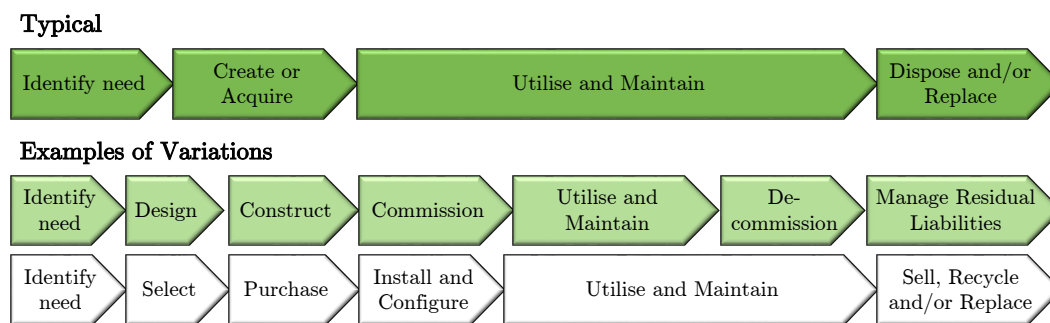 Typical
Identify need
Create or
Acquire
Utilise and Maintain
Dispose and/or
Replace
Examples of Variations
Identify
need
Design
Construct
Commission
Utilise and
Maintain
De-
commission
Manage Residual
Liabilities
Identify
need
Select
Purchase
Install and
Configure
Utilise and Maintain
Sell, Recycle
and/or Replace